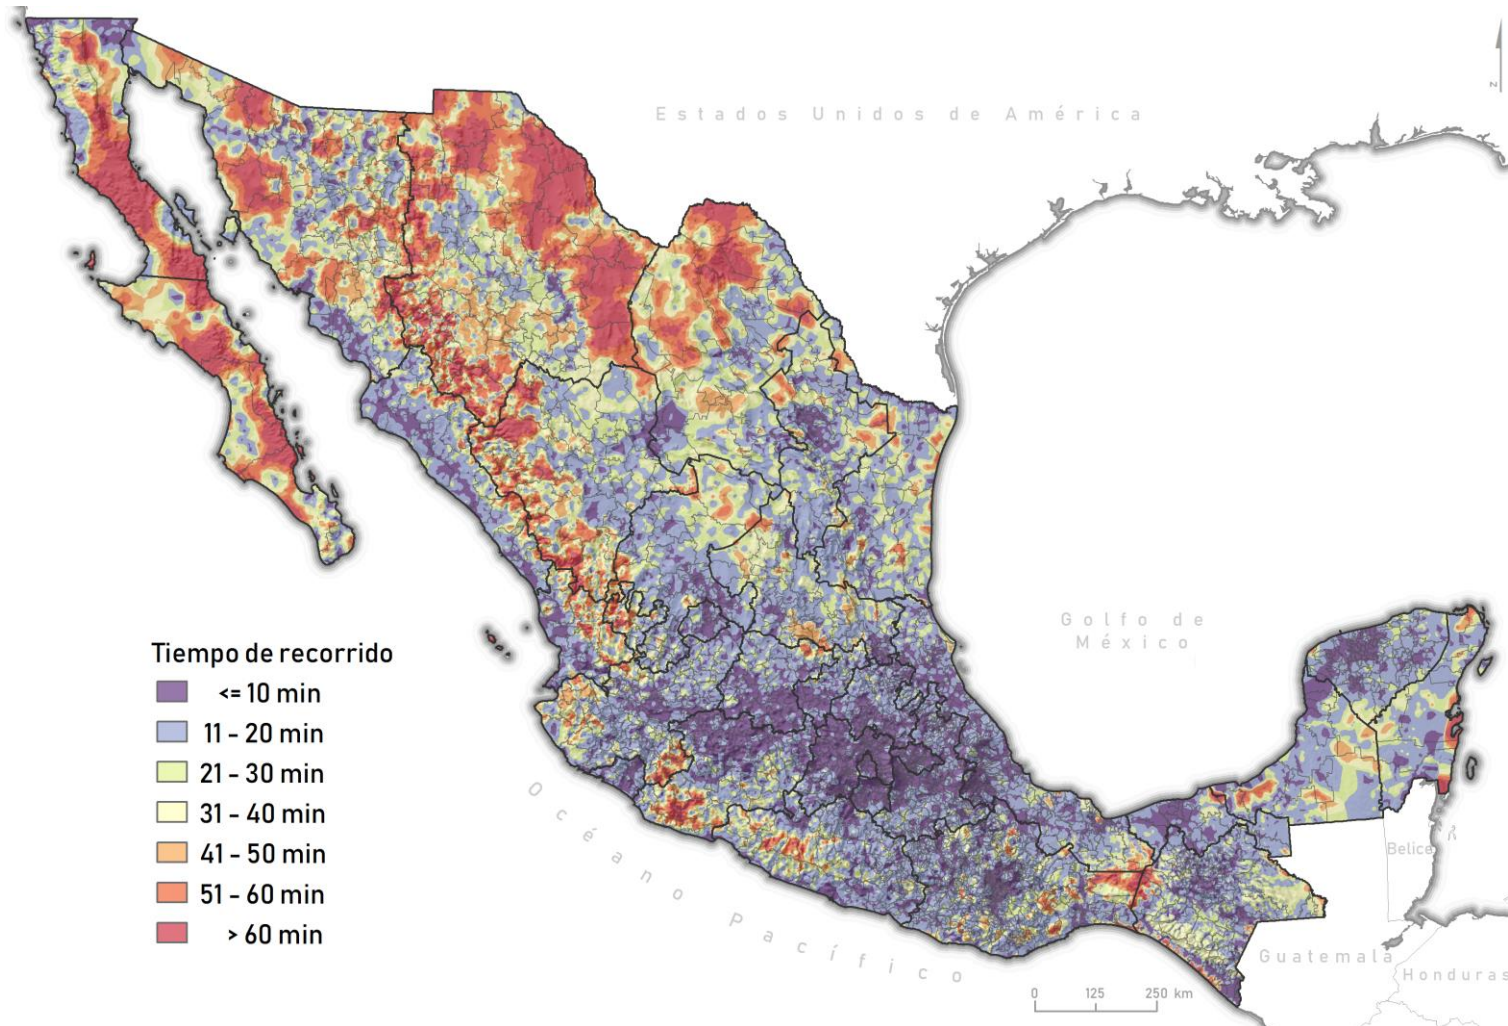 Estados Unidos de América
Golfo de
México
Tiempo de recorrido
<= 10 min
11 - 20 min
21 - 30 min
31 - 40 min
41 - 50 min
51 - 60 min
> 60 min
Océano Pacífico
Belice
Guatemala
Honduras
0 125 250 km
z